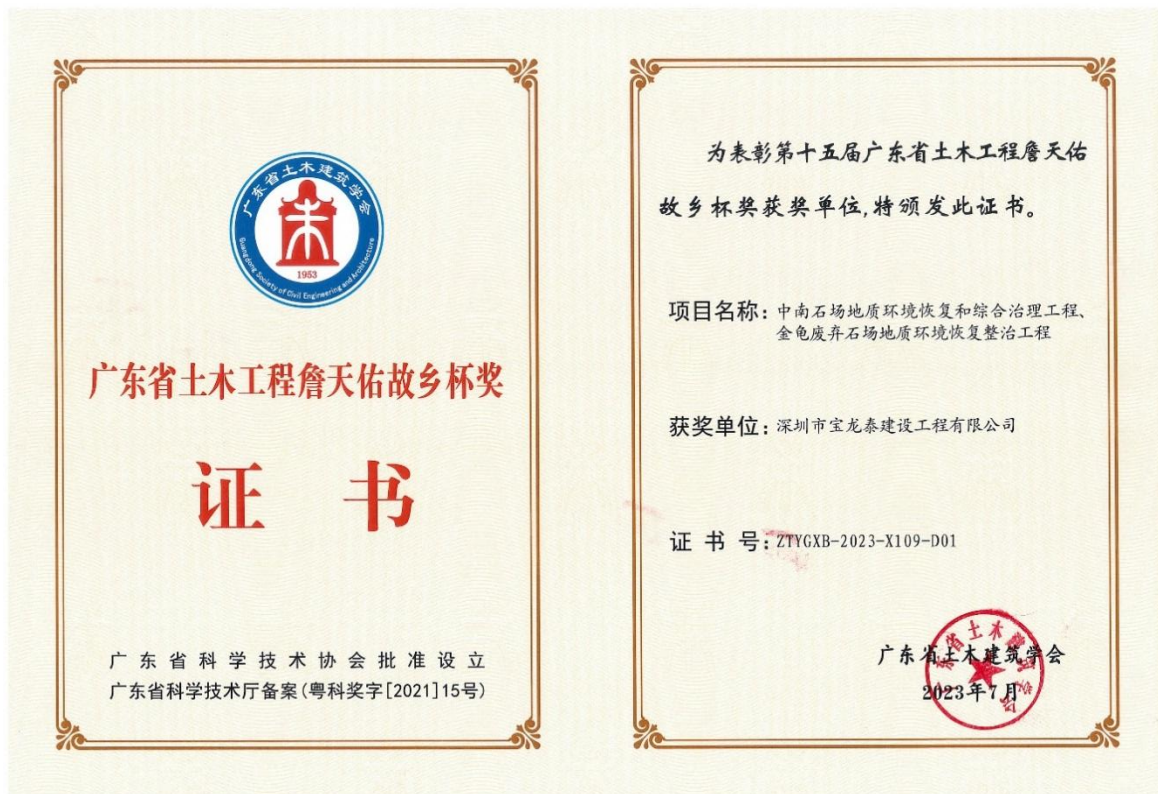 广东省土木建筑学会
1953
Guangdong Society of Civil Engineering and Architecture
广东省土木工程詹天佑故乡杯奖
证 书
广东省科学技术协会批准设立
广东省科学技术厅备案(粤科奖字[2021]15号)
为表彰第十五届广东省土木工程詹天佑
故乡杯奖获奖单位,特颁发此证书。
项目名称:中南石场地质环境恢复和综合治理工程、
金龟废弃石场地质环境恢复整治工程
获奖单位:深圳市宝龙泰建设工程有限公司
证 书 号:ZTYGXB-2023-X109-D01
广东省土木建筑学会
2023年7月
广东省土木建筑学会